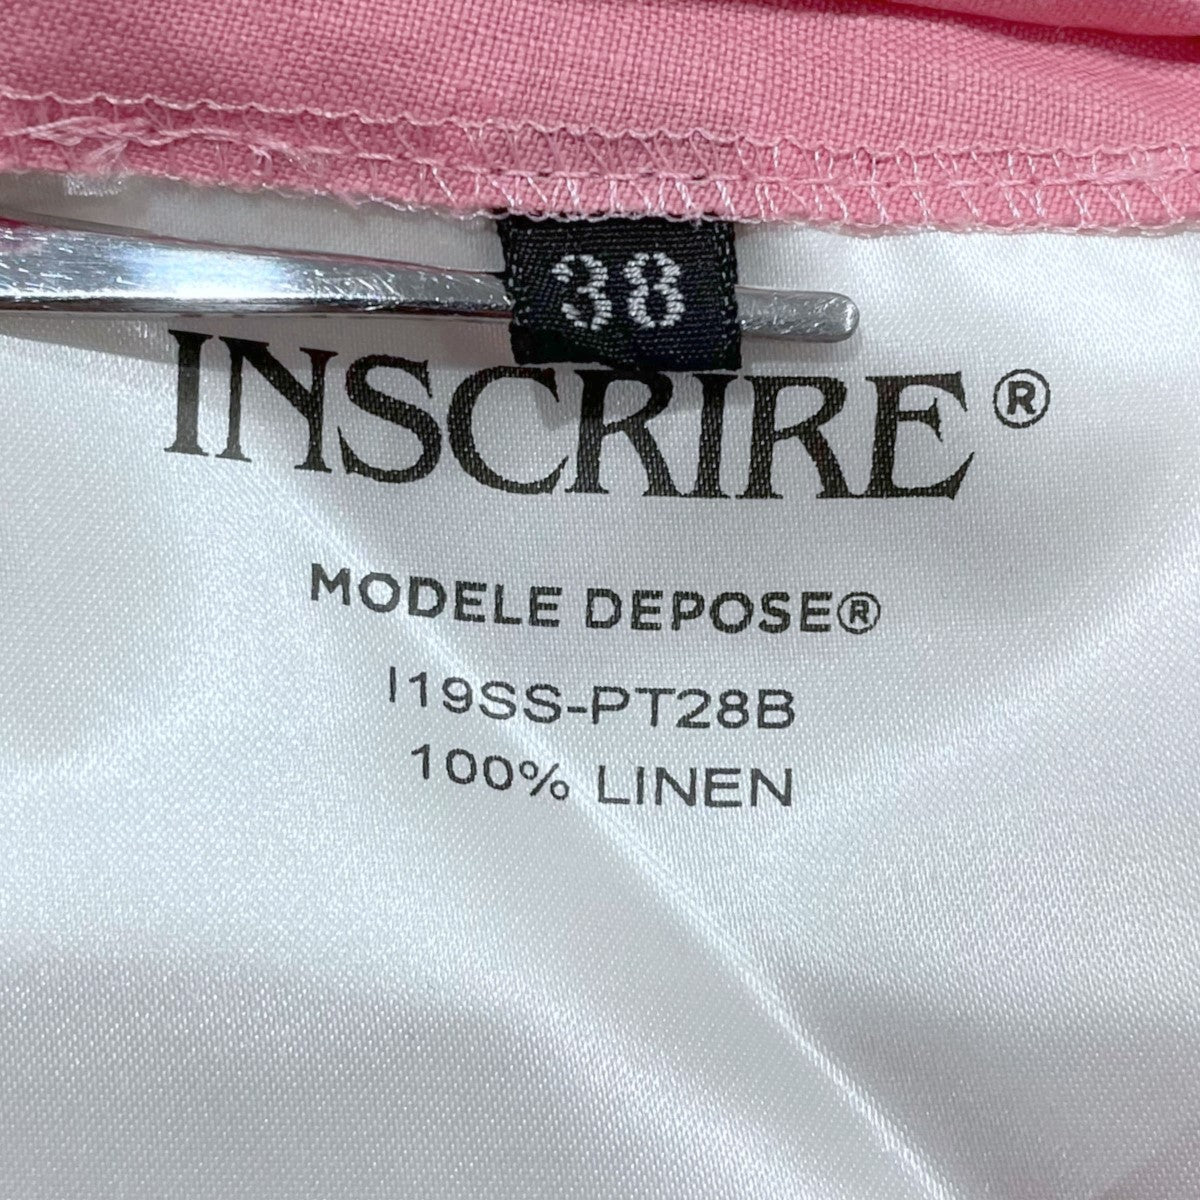 38
INSCRIRE®
MODELE DEPOSE®
I19SS-PT28B
100% LINEN